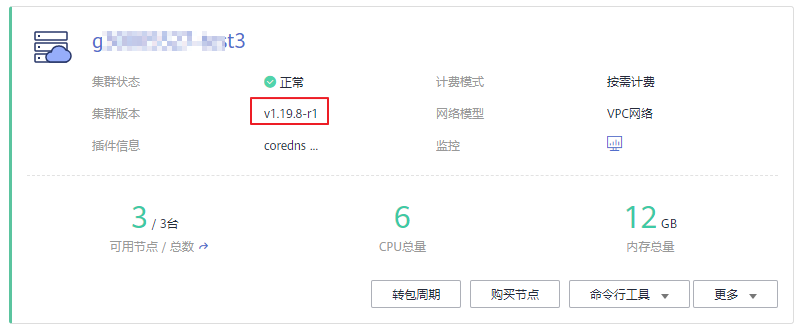 st3
集群状态 正常 计费模式 按需计费
集群版本 v1.19.8-r1 网络模型 VPC网络
插件信息 coredns ... 监控
3 / 3台 6 12 GB
可用节点 / 总数 CPU总量 内存总量
转包周期 购买节点 命令行工具 更多